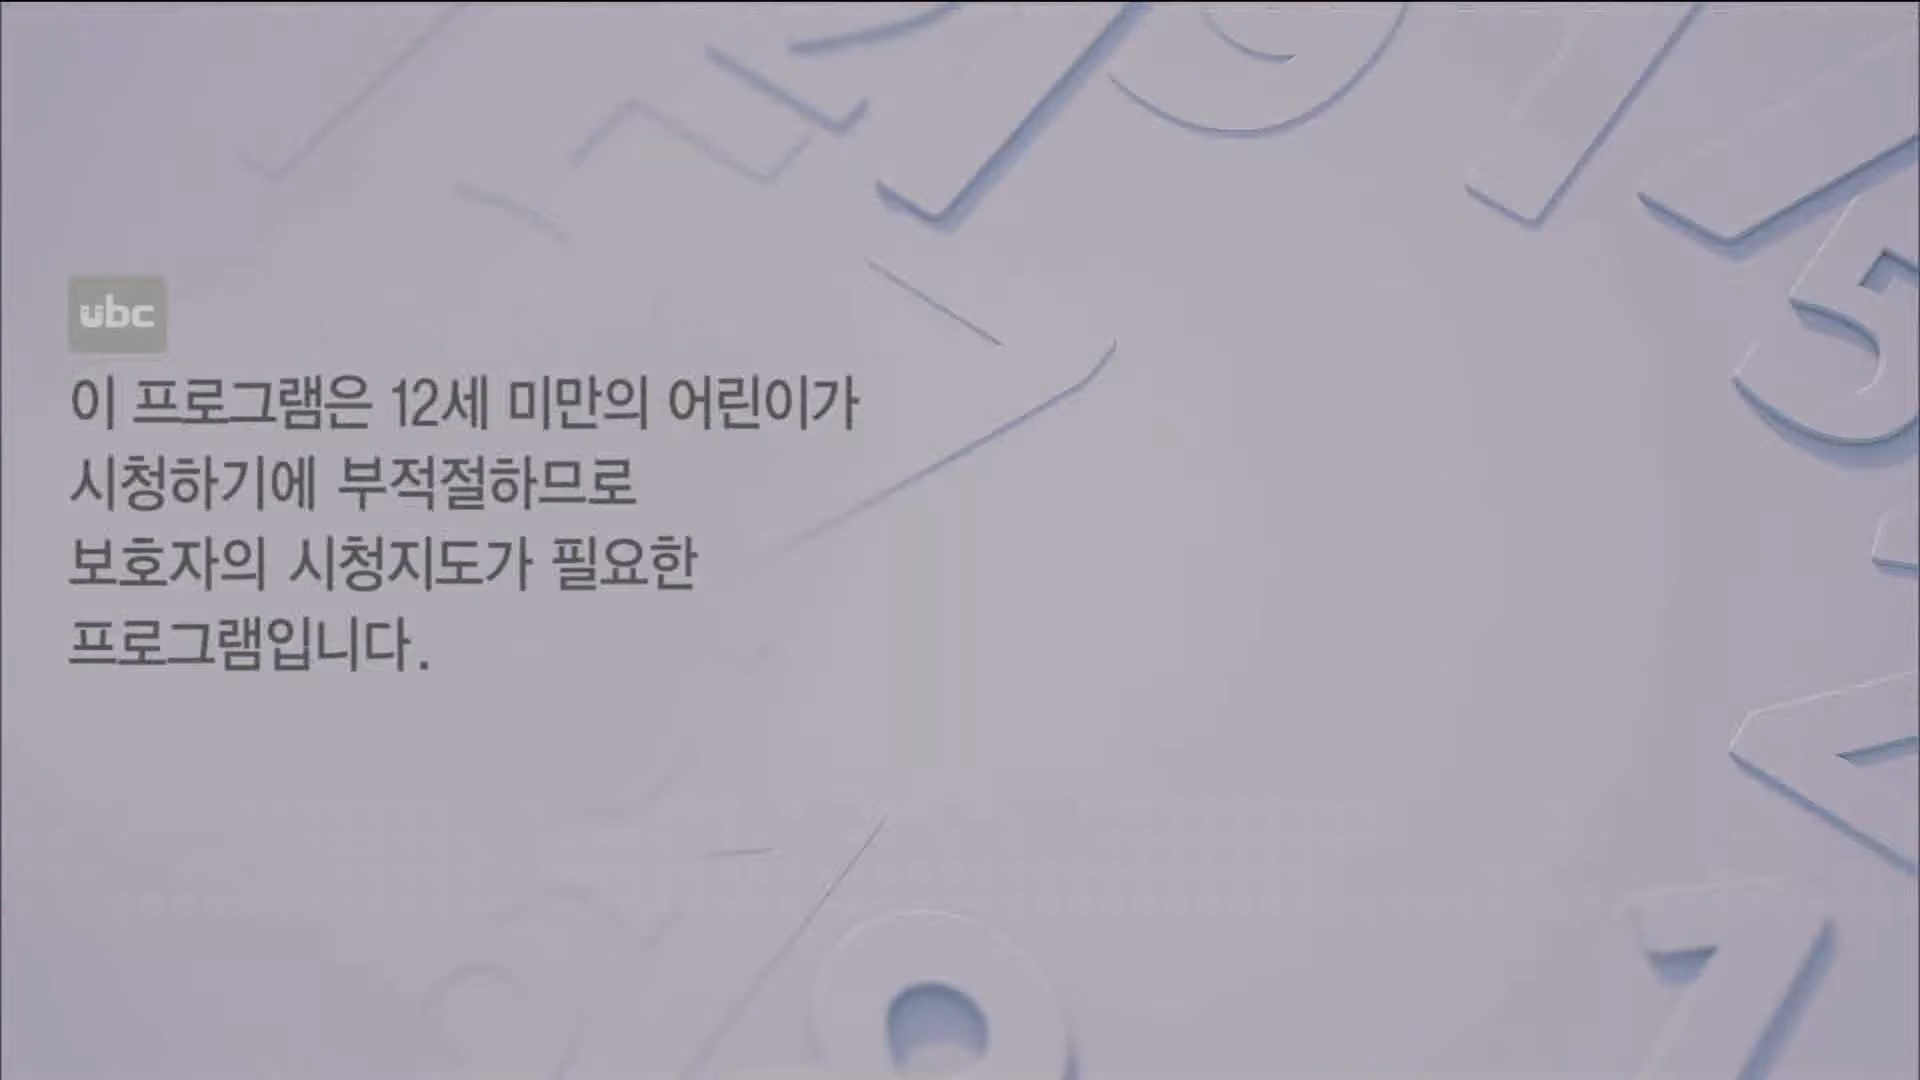 ubc
이 프로그램은 12세 미만의 어린이가
시청하기에 부적절하므로
보호자의 시청지도가 필요한
프로그램입니다.